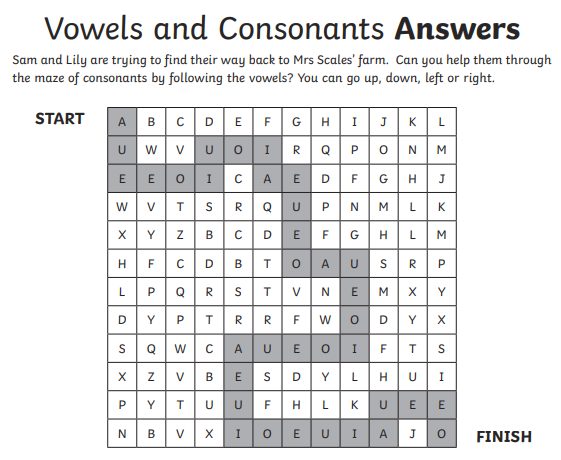 Vowels and Consonants Answers
Sam and Lily are trying to find their way back to Mrs Scales' farm. Can you help them through
the maze of consonants by following the vowels? You can go up, down, left or right.
START
A B C D E F G H I J K L
U W V U O I R Q P O N M
E E O I C A E D F G H J
W V T S R Q U P N M L K
X Y Z B C D E F G H L M
H F C D B T O A U S R P
L P Q R S T V N E M X Y
D Y P T R R F W O D Y X
S Q W C A U E O I F T S
X Z V B E S D Y L H U I
P Y T U U F H L K U E E
N B V X I O E U I A J O
FINISH